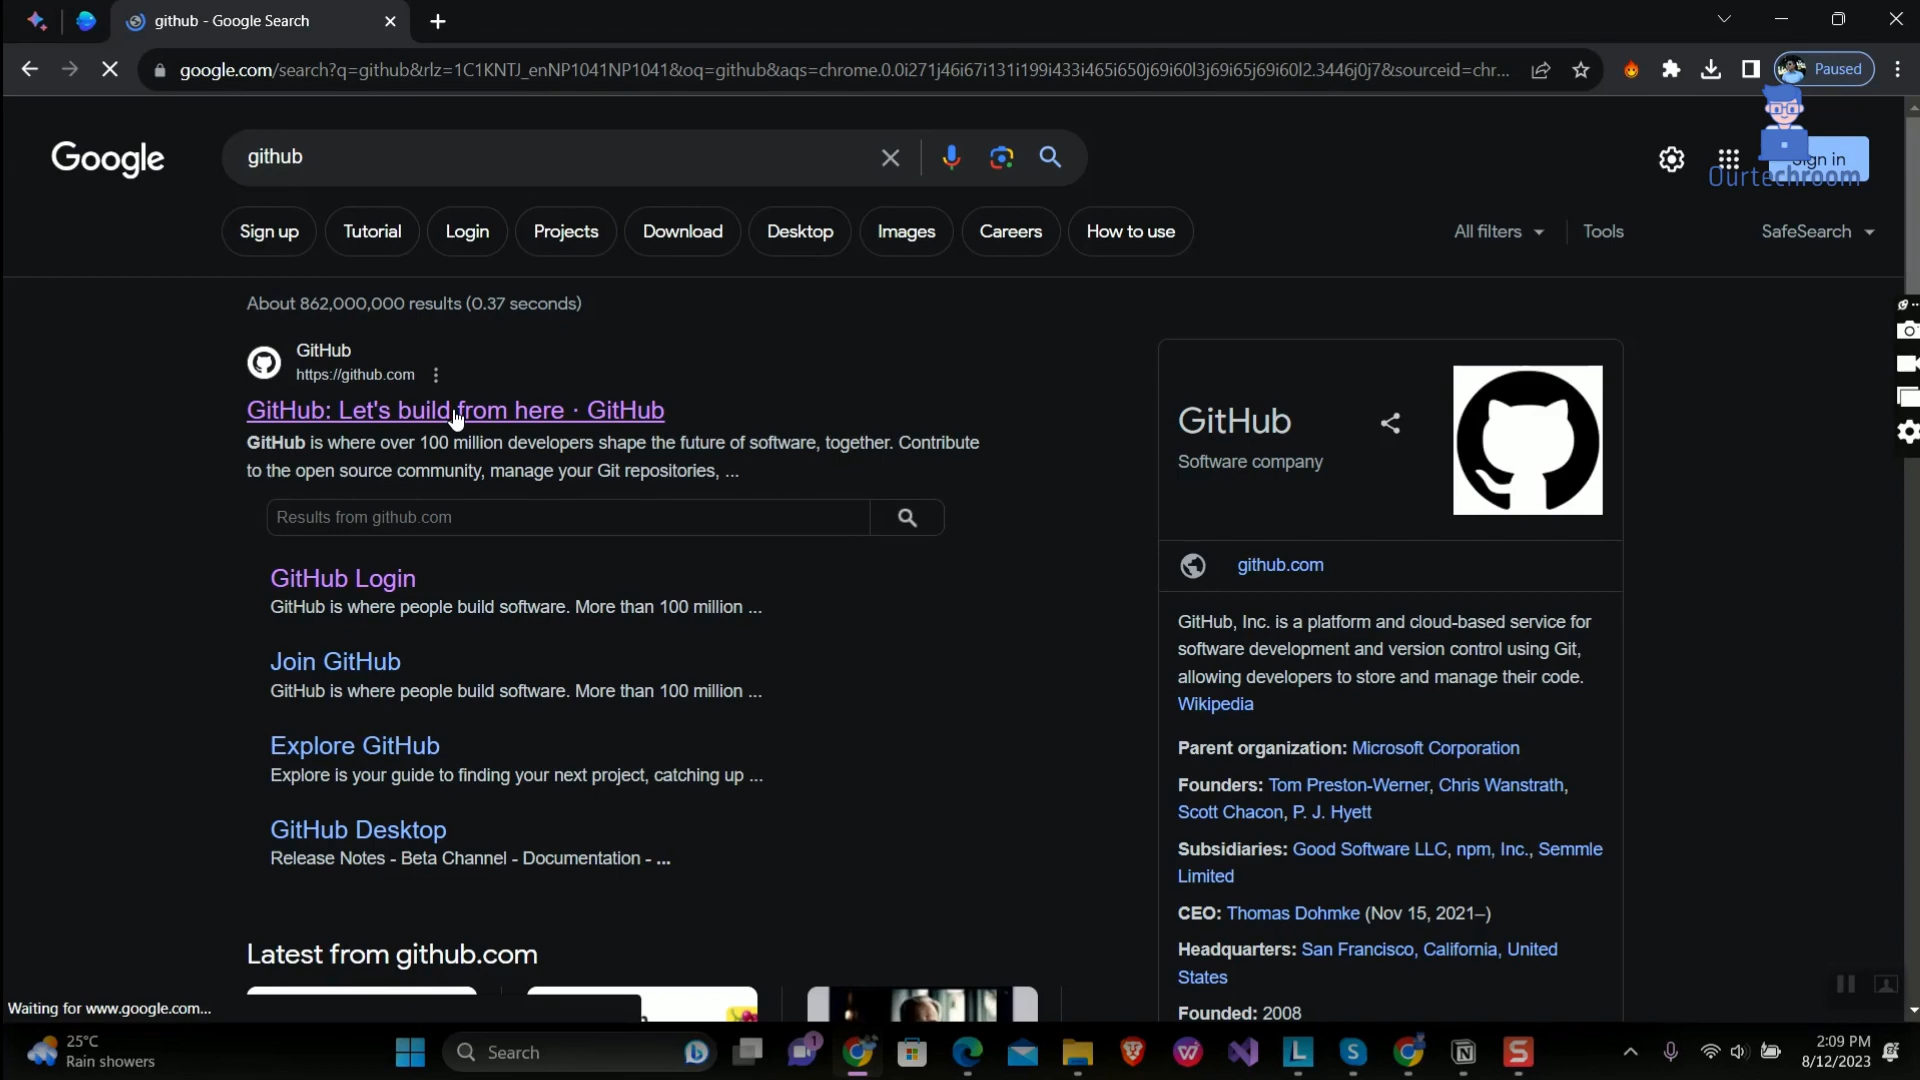 github - Google Search
google.com/search?q=github&rlz=1C1KNTJ_enNP1041NP1041&oq=github&aqs=chrome.0.0i271j46i67i131i199i433i465i650j69i60l3j69i65j69i60l2.3446j0j7&sourceid=chr...
Paused
Google
github
Sign in
Ourtechroom
Sign up
Tutorial
Login
Projects
Download
Desktop
Images
Careers
How to use
All filters
Tools
SafeSearch
About 862,000,000 results (0.37 seconds)
GitHub
https://github.com
GitHub: Let's build from here · GitHub
GitHub is where over 100 million developers shape the future of software, together. Contribute
to the open source community, manage your Git repositories, ...
Results from github.com
GitHub Login
GitHub is where people build software. More than 100 million ...
Join GitHub
GitHub is where people build software. More than 100 million ...
Explore GitHub
Explore is your guide to finding your next project, catching up ...
GitHub Desktop
Release Notes - Beta Channel - Documentation - ...
Latest from github.com
GitHub
Software company
github.com
GitHub, Inc. is a platform and cloud-based service for
software development and version control using Git,
allowing developers to store and manage their code.
Wikipedia
Parent organization: Microsoft Corporation
Founders: Tom Preston-Werner, Chris Wanstrath,
Scott Chacon, P. J. Hyett
Subsidiaries: Good Software LLC, npm, Inc., Semmle
Limited
CEO: Thomas Dohmke (Nov 15, 2021–)
Headquarters: San Francisco, California, United
States
Founded: 2008
Waiting for www.google.com...
25°C
Rain showers
Search
1
2:09 PM
8/12/2023